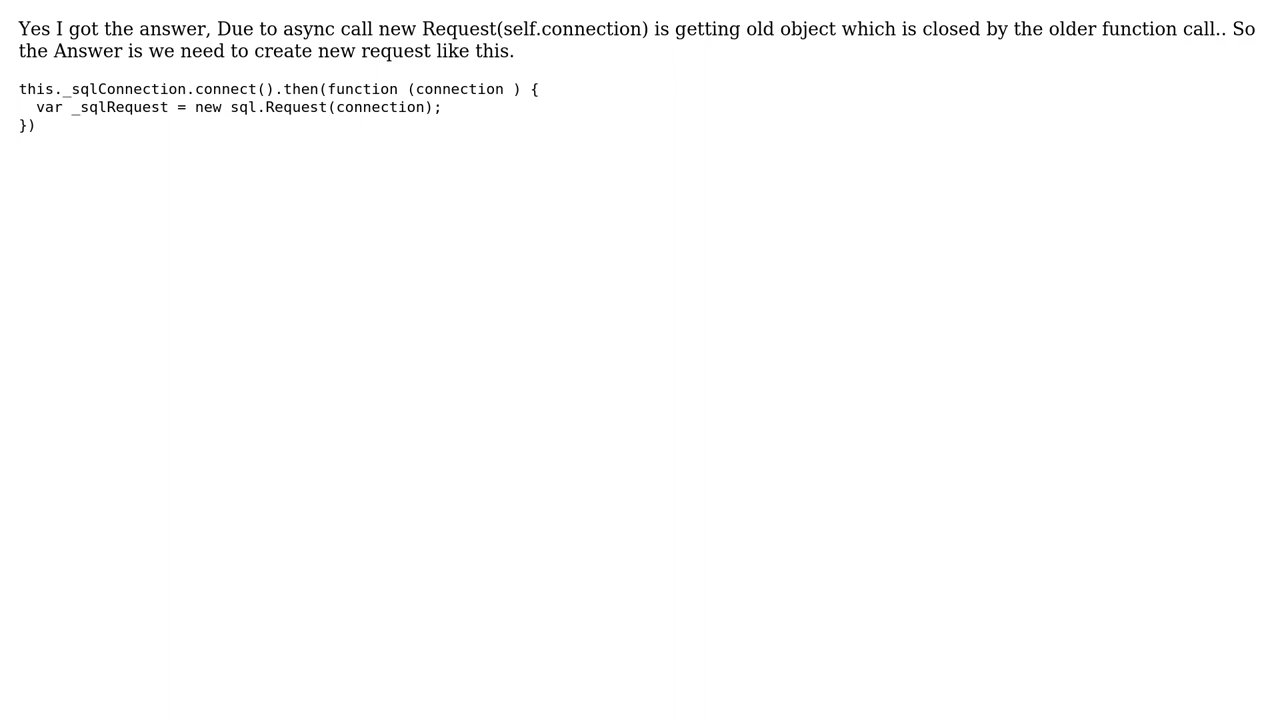 Yes I got the answer, Due to async call new Request(self.connection) is getting old object which is closed by the older function call.. So
the Answer is we need to create new request like this.
this._sqlConnection.connect().then(function (connection ) {
  var _sqlRequest = new sql.Request(connection);
})